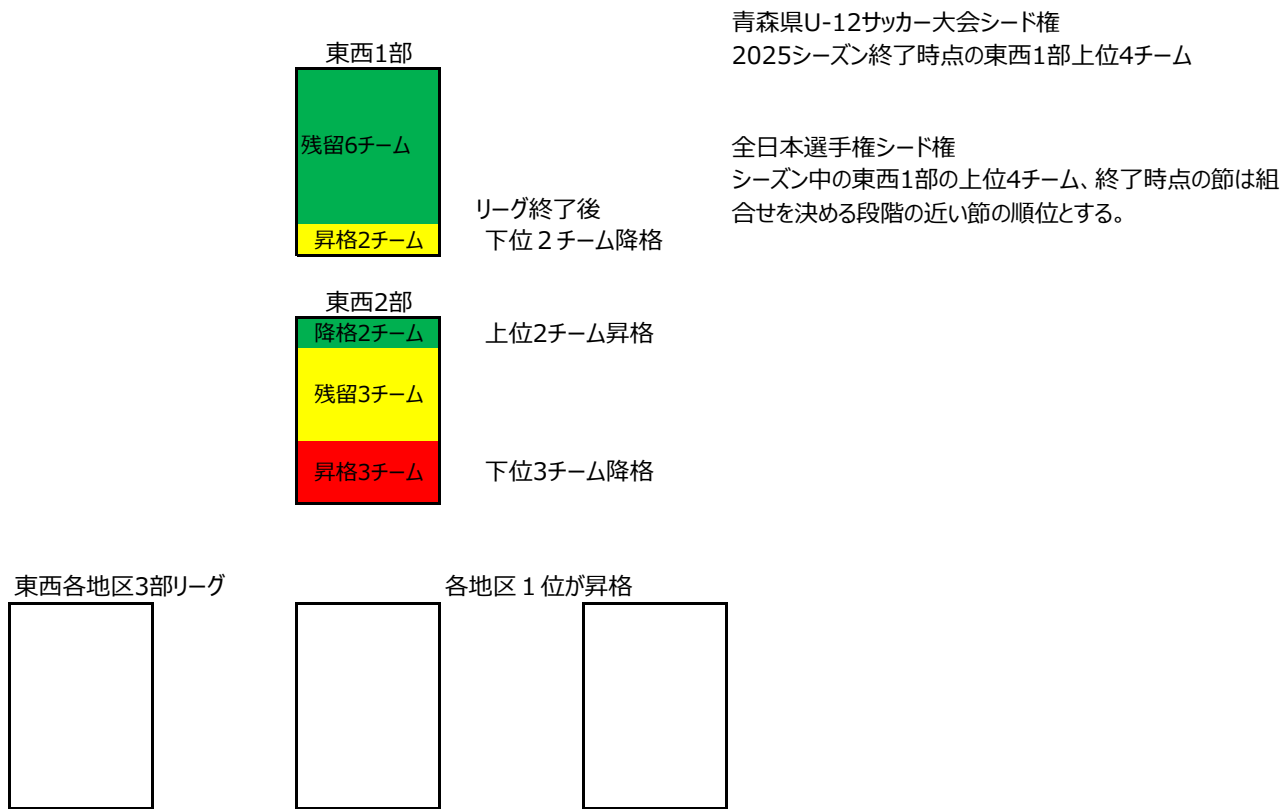 青森県U-12サッカー大会シード権
東西1部
2025シーズン終了時点の東西1部上位4チーム
残留6チーム
全日本選手権シード権
シーズン中の東西1部の上位4チーム、終了時点の節は組
合せを決める段階の近い節の順位とする。
リーグ終了後
昇格2チーム
下位２チーム降格
東西2部
降格2チーム
上位2チーム昇格
残留3チーム
昇格3チーム
下位3チーム降格
東西各地区3部リーグ
各地区１位が昇格